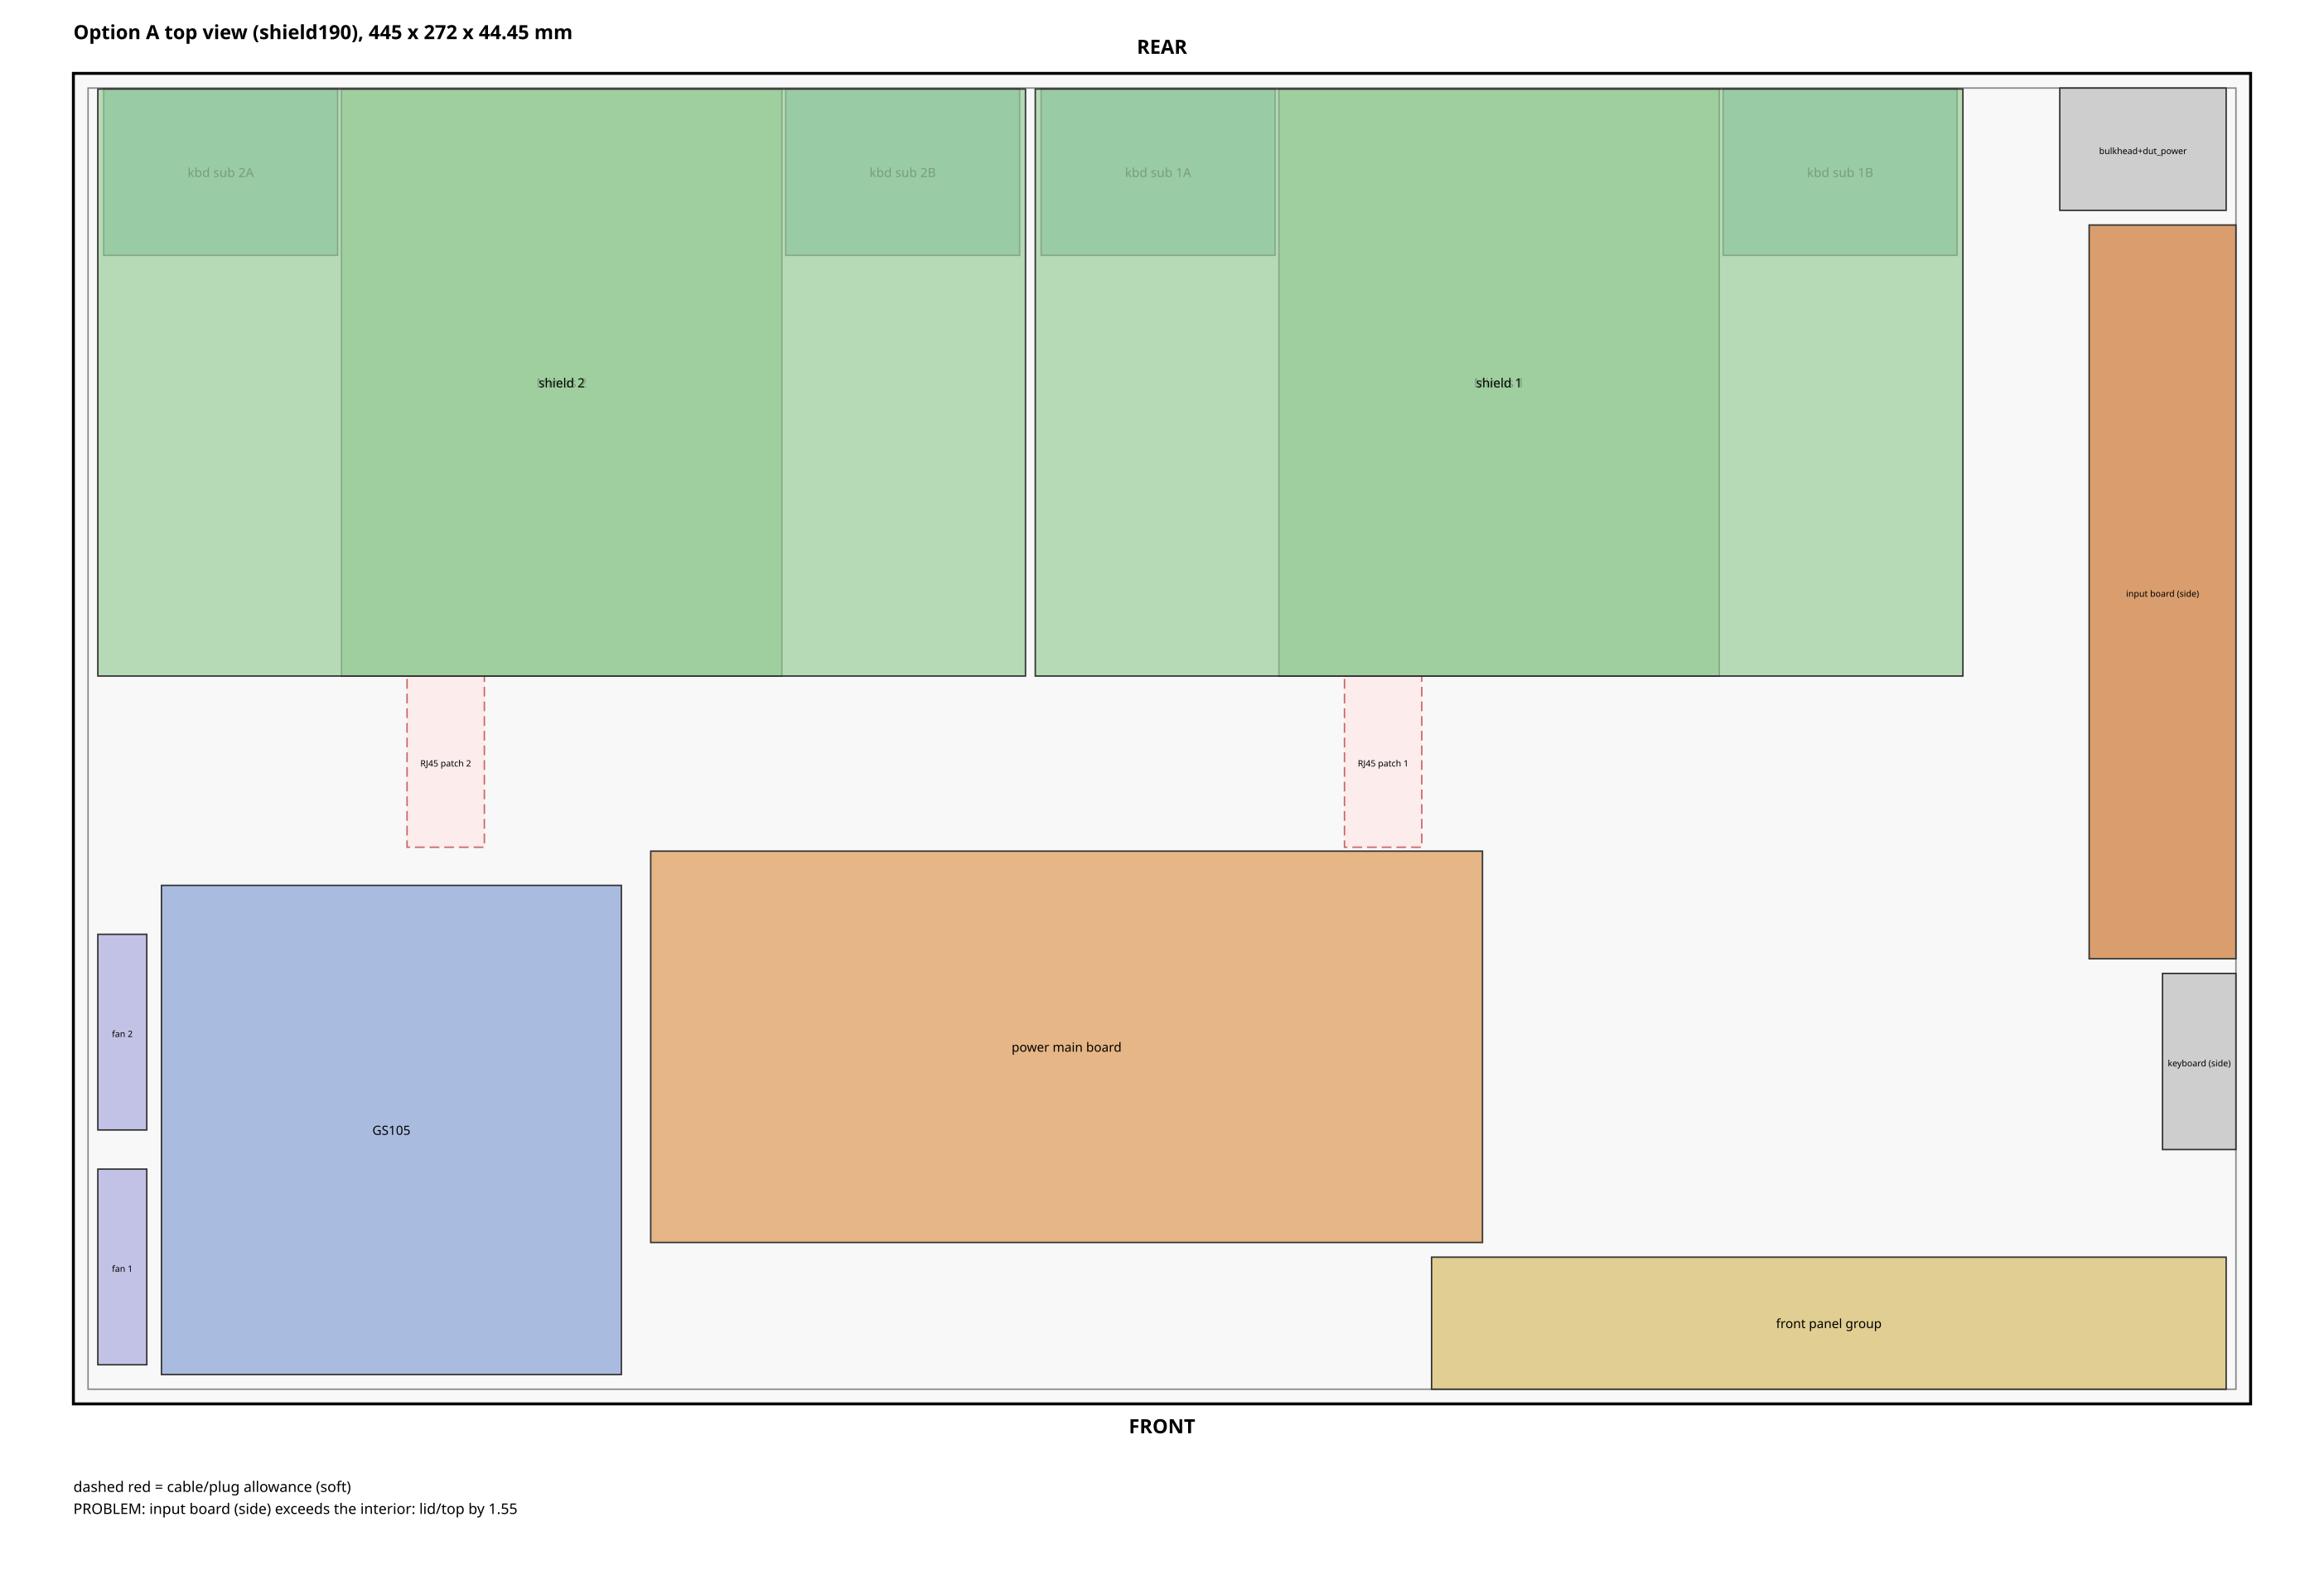 Option A top view (shield190), 445 x 272 x 44.45 mm
REAR
kbd sub 2A
kbd sub 2B
kbd sub 1A
kbd sub 1B
bulkhead+dut_power
shield 2
shield 1
input board (side)
RJ45 patch 2
RJ45 patch 1
fan 2
power main board
keyboard (side)
GS105
fan 1
front panel group
FRONT
dashed red = cable/plug allowance (soft)
PROBLEM: input board (side) exceeds the interior: lid/top by 1.55